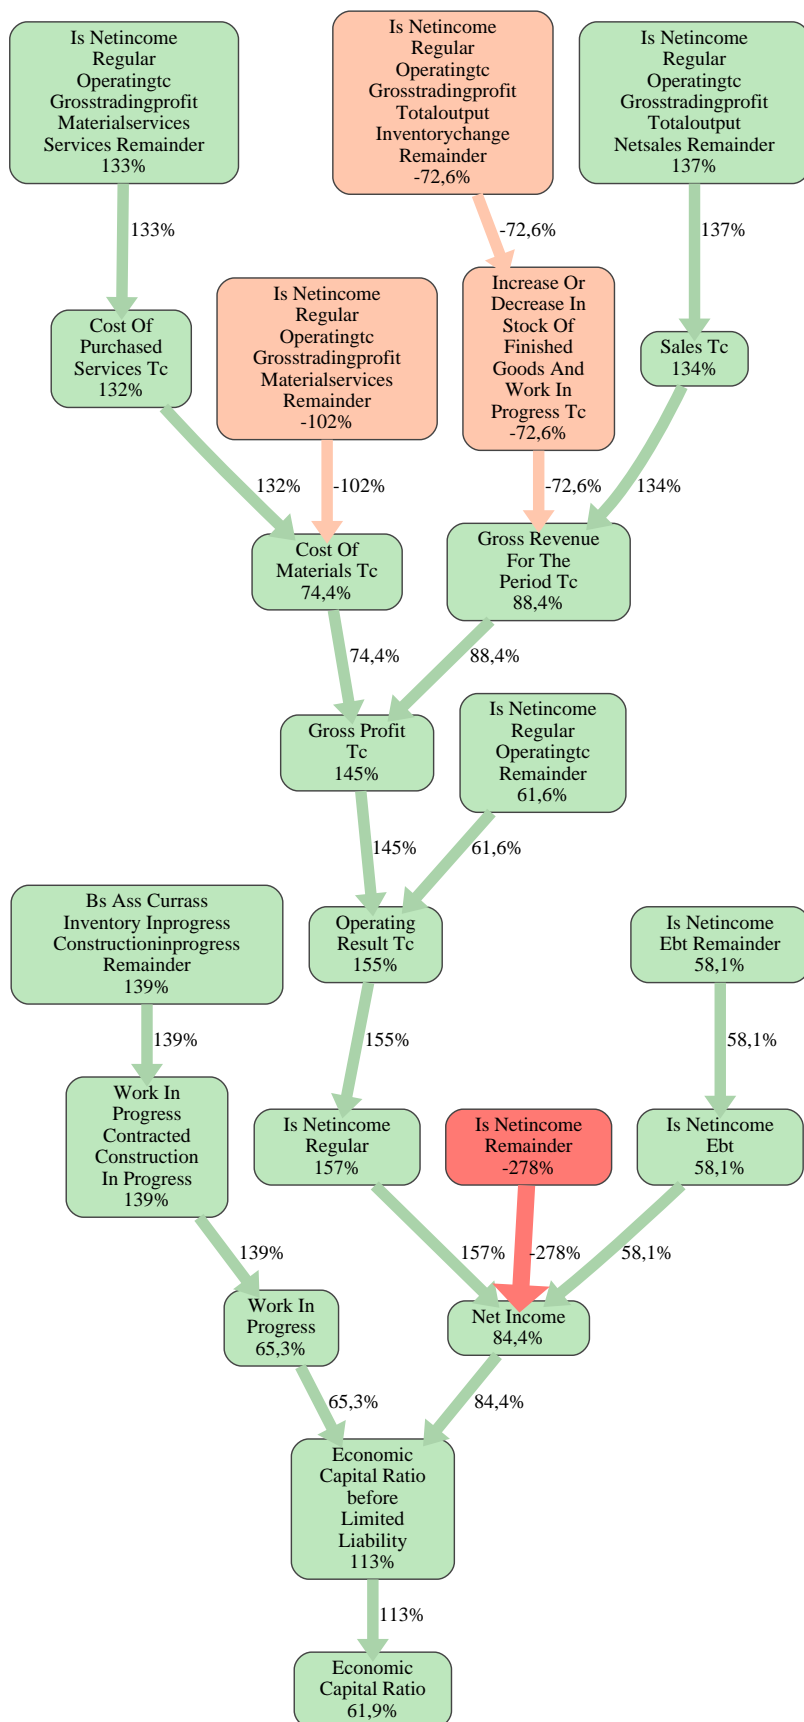 Is Netincome
Regular
Operatingtc
Grosstradingprofit
Materialservices
Services Remainder
133%
Is Netincome
Regular
Operatingtc
Grosstradingprofit
Totaloutput
Inventorychange
Remainder
-72,6%
Is Netincome
Regular
Operatingtc
Grosstradingprofit
Totaloutput
Netsales Remainder
137%
133%
-72,6%
137%
Cost Of
Purchased
Services Tc
132%
Is Netincome
Regular
Operatingtc
Grosstradingprofit
Materialservices
Remainder
-102%
Increase Or
Decrease In
Stock Of
Finished
Goods And
Work In
Progress Tc
-72,6%
Sales Tc
134%
132%
-102%
-72,6%
134%
Cost Of
Materials Tc
74,4%
Gross Revenue
For The
Period Tc
88,4%
74,4%
88,4%
Gross Profit
Tc
145%
Is Netincome
Regular
Operatingtc
Remainder
61,6%
145%
61,6%
Bs Ass Currass
Inventory Inprogress
Constructioninprogress
Remainder
139%
Operating
Result Tc
155%
Is Netincome
Ebt Remainder
58,1%
139%
155%
58,1%
Work In
Progress
Contracted
Construction
In Progress
139%
Is Netincome
Regular
157%
Is Netincome
Remainder
-278%
Is Netincome
Ebt
58,1%
139%
157%
-278%
58,1%
Work In
Progress
65,3%
Net Income
84,4%
65,3%
84,4%
Economic
Capital Ratio
before
Limited
Liability
113%
113%
Economic
Capital Ratio
61,9%